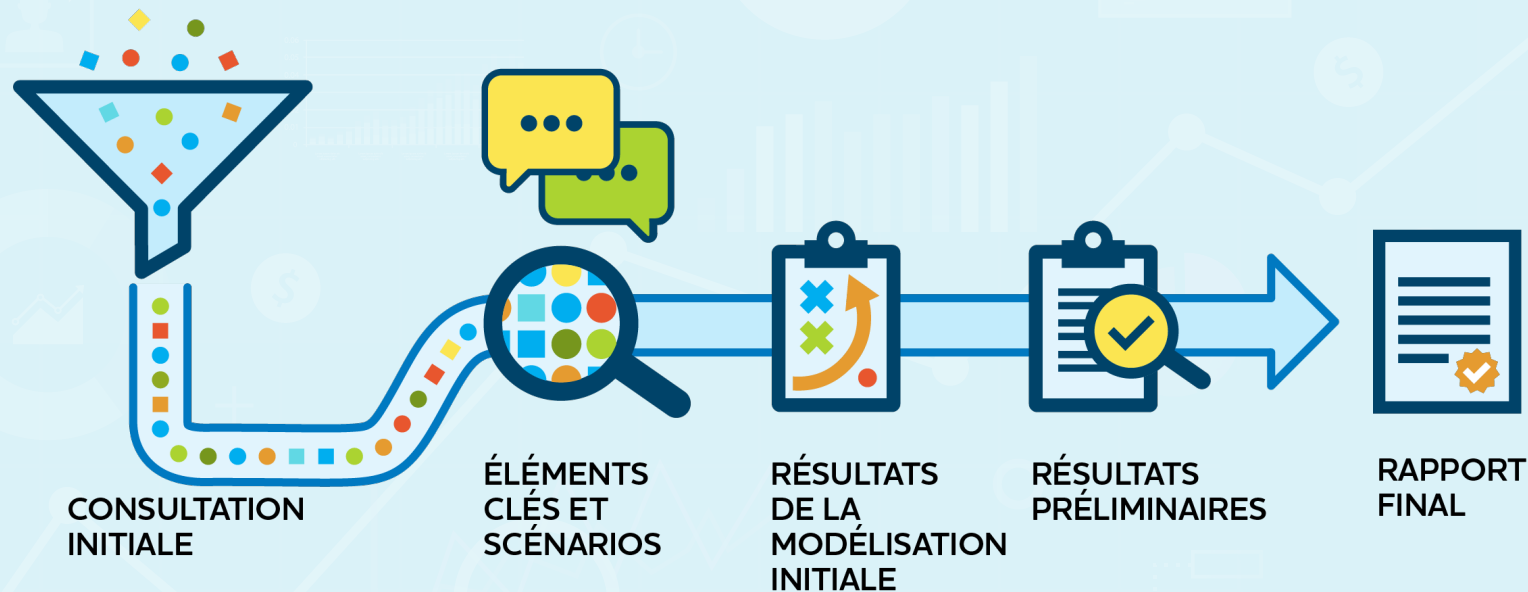 CONSULTATION
INITIALE
ÉLÉMENTS
CLÉS ET
SCÉNARIOS
RÉSULTATS
DE LA
MODÉLISATION
INITIALE
RÉSULTATS
PRÉLIMINAIRES
RAPPORT
FINAL